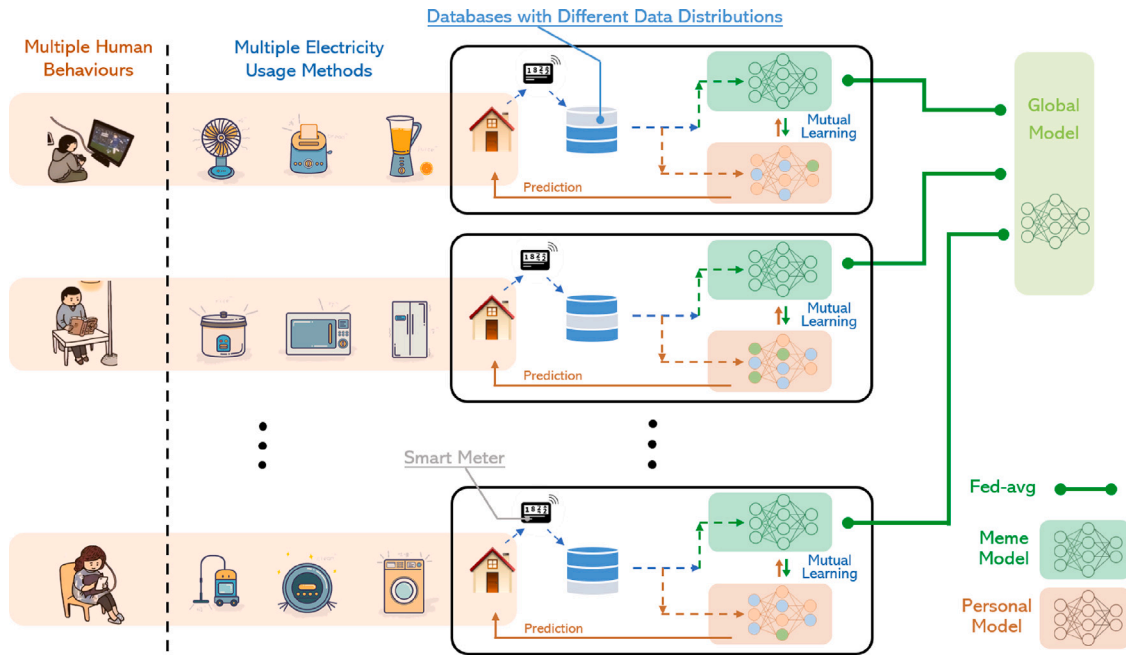 Databases with Different Data Distributions
Multiple Human
Behaviours
Multiple Electricity
Usage Methods
Mutual
Learning
Prediction
Global
Model
Mutual
Learning
Prediction
Smart Meter
Mutual
Learning
Prediction
Fed-avg
Meme
Model
Personal
Model